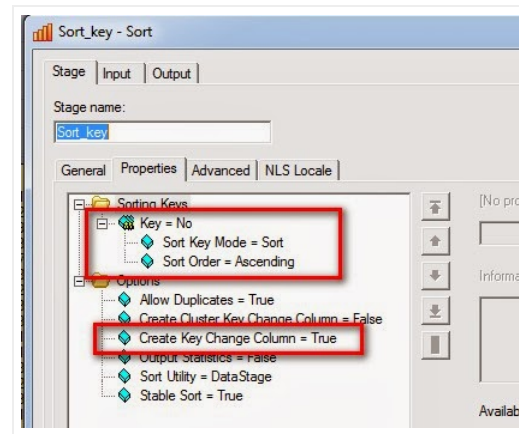 Sort_key - Sort
Stage Input Output
Stage name:
Sort_key
General Properties Advanced NLS Locale
Sorting Keys
Key = No
Sort Key Mode = Sort
Sort Order = Ascending
Options
Allow Duplicates = True
Create Cluster Key Change Column = False
Create Key Change Column = True
Output Statistics = False
Sort Utility = DataStage
Stable Sort = True
[No pro
Informa
Availab